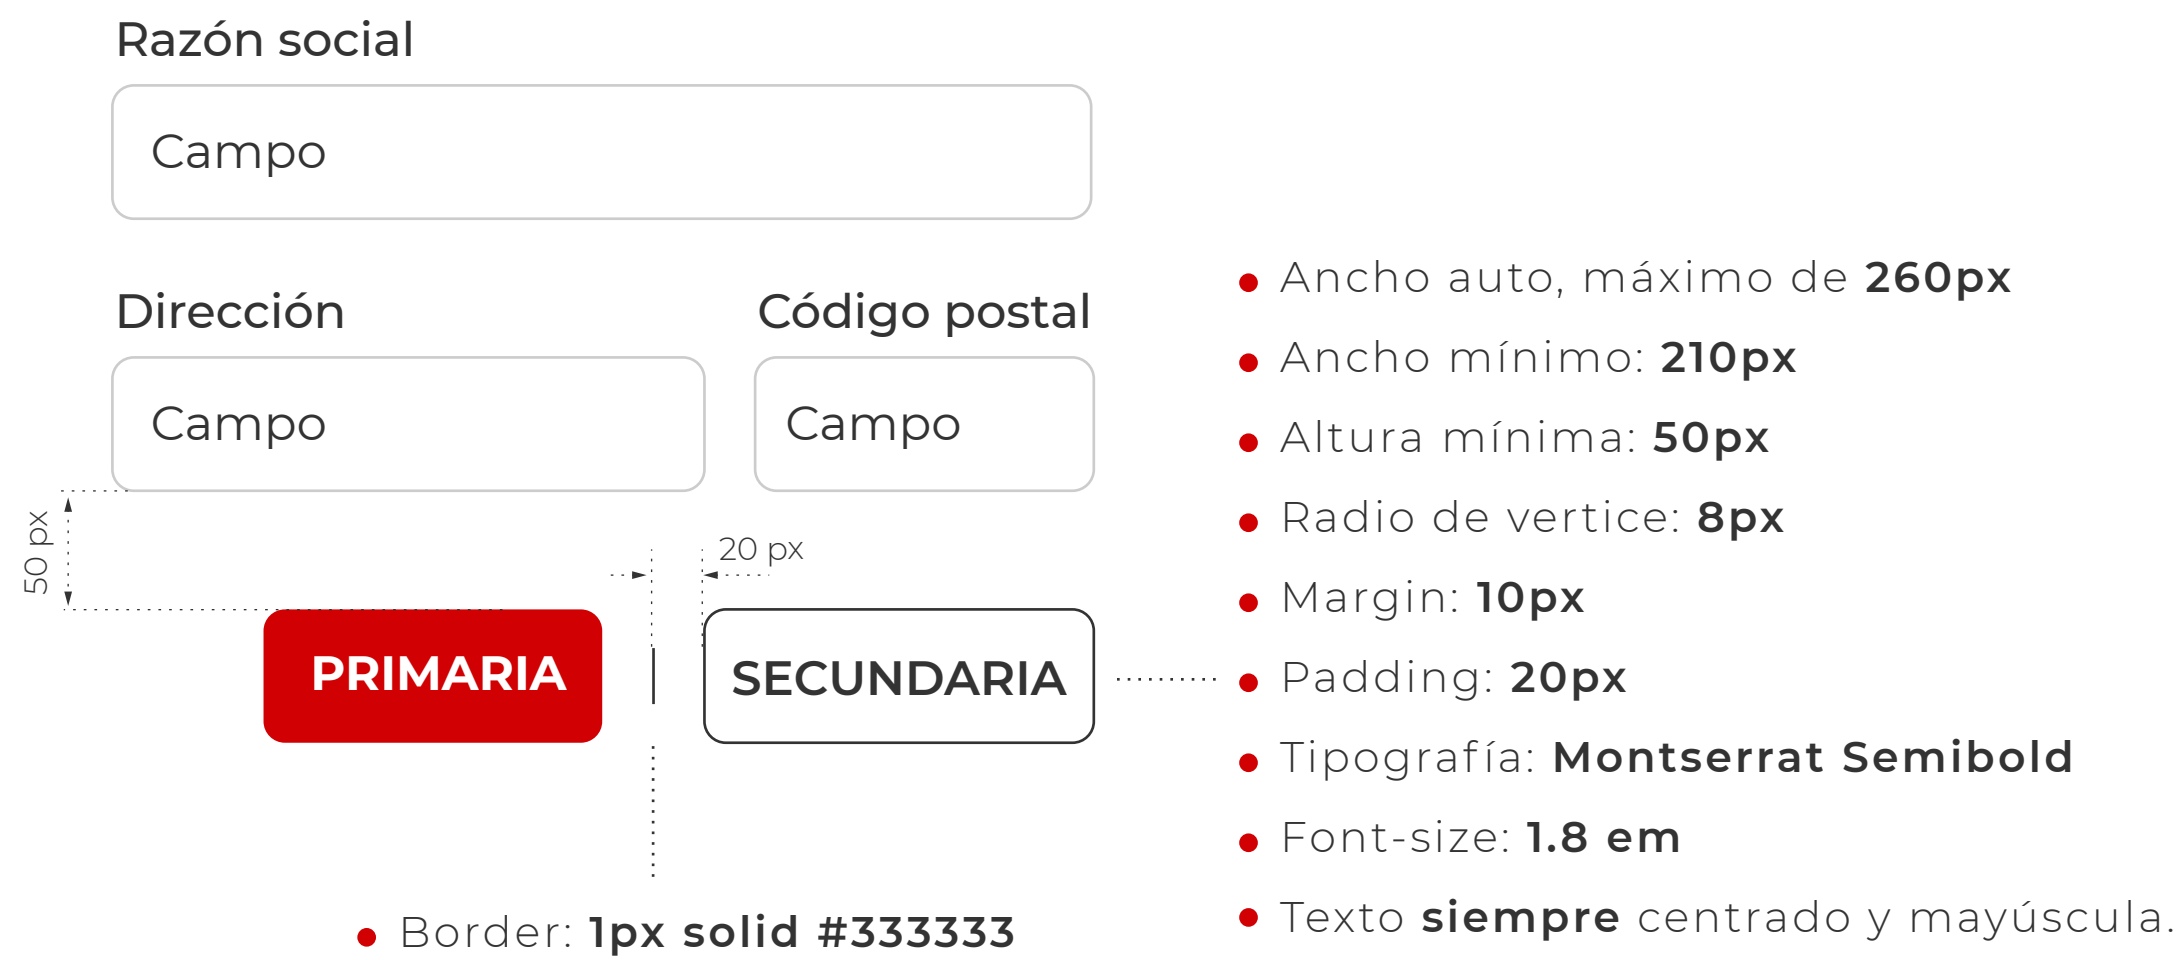 Razón social
Campo
Dirección
Código postal
Campo
Campo
50 px
20 px
PRIMARIA
SECUNDARIA
Border: 1px solid #333333
Ancho auto, máximo de 260px
Ancho mínimo: 210px
Altura mínima: 50px
Radio de vertice: 8px
Margin: 10px
Padding: 20px
Tipografía: Montserrat Semibold
Font-size: 1.8 em
Texto siempre centrado y mayúscula.